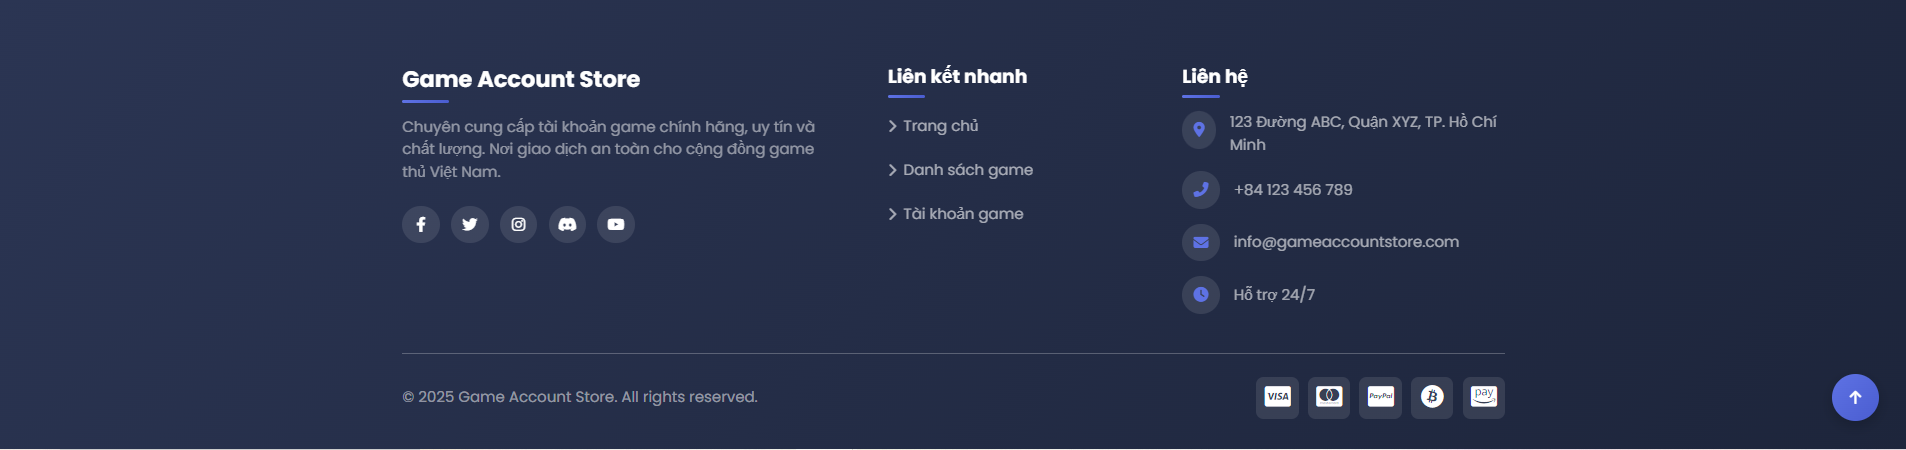 Game Account Store
Chuyên cung cấp tài khoản game chính hãng, uy tín và
chất lượng. Nơi giao dịch an toàn cho cộng đồng game
thủ Việt Nam.
Liên kết nhanh
Trang chủ
Danh sách game
Tài khoản game
Liên hệ
123 Đường ABC, Quận XYZ, TP. Hồ Chí
Minh
+84 123 456 789
info@gameaccountstore.com
Hỗ trợ 24/7
© 2025 Game Account Store. All rights reserved.
VISA
PayPal
pay